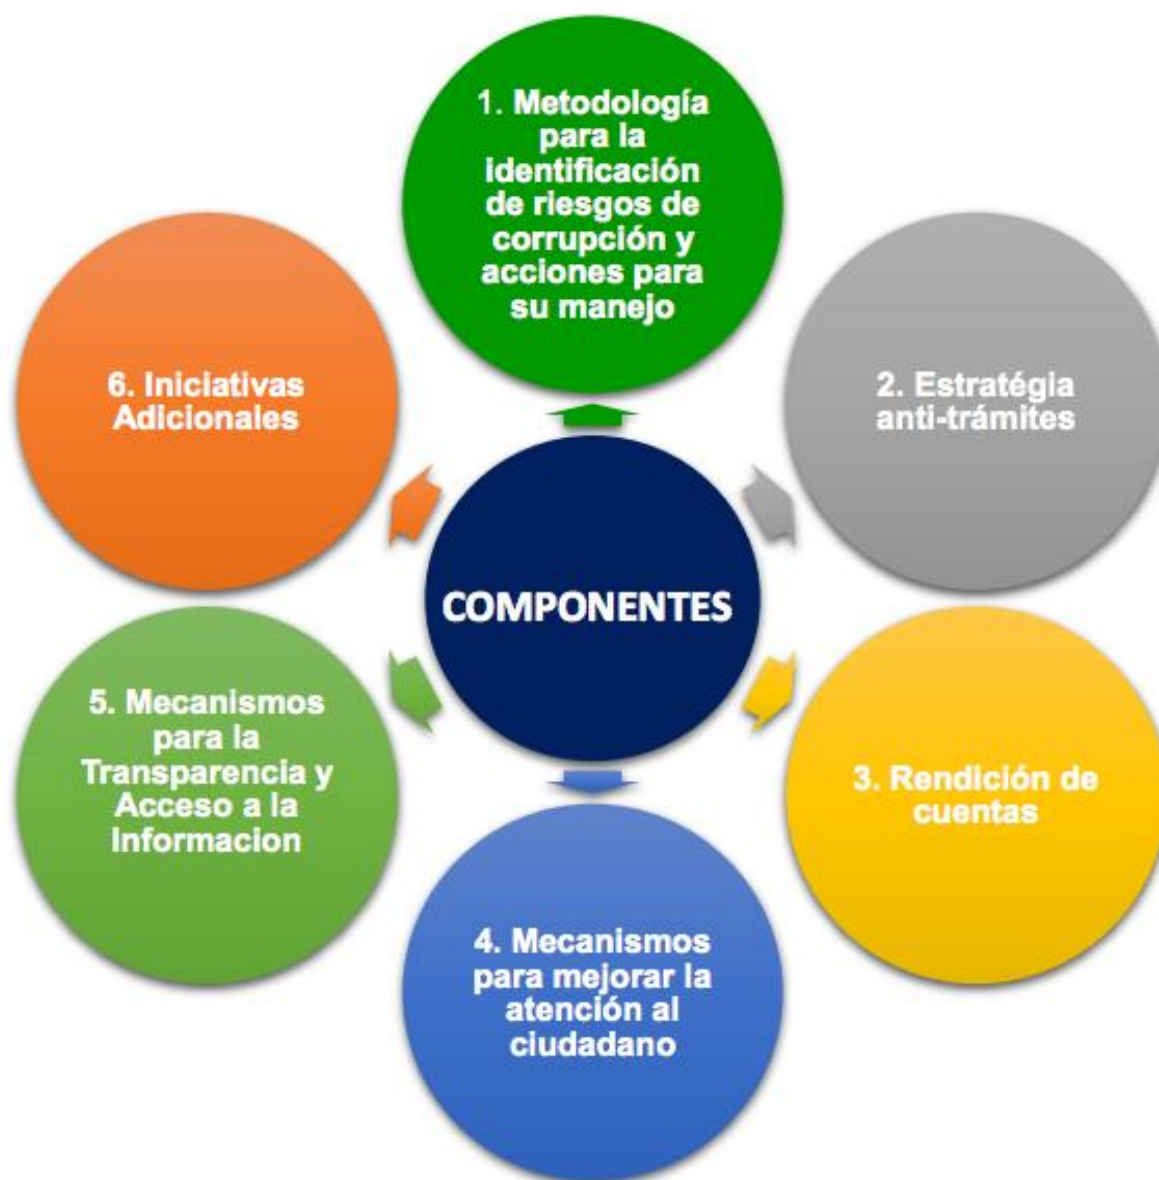 1. Metodología
para la
identificación
de riesgos de
corrupción y
acciones para
su manejo
2. Estratégia
anti-trámites
3. Rendición de
cuentas
4. Mecanismos
para mejorar la
atención al
ciudadano
5. Mecanismos
para la
Transparencia y
Acceso a la
Informacion
6. Iniciativas
Adicionales
COMPONENTES